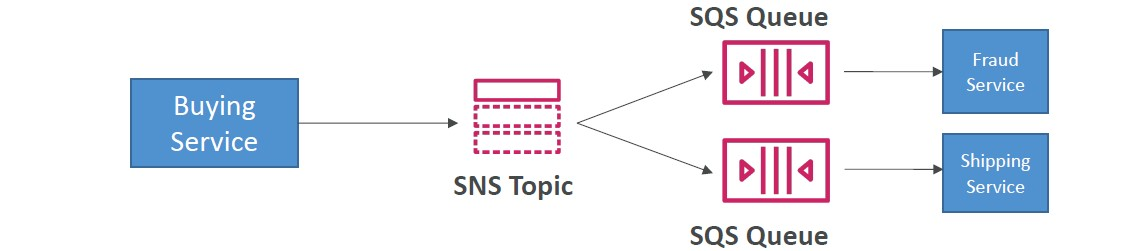 SQS Queue
Buying
Service
SNS Topic
Fraud
Service
Shipping
Service
SQS Queue